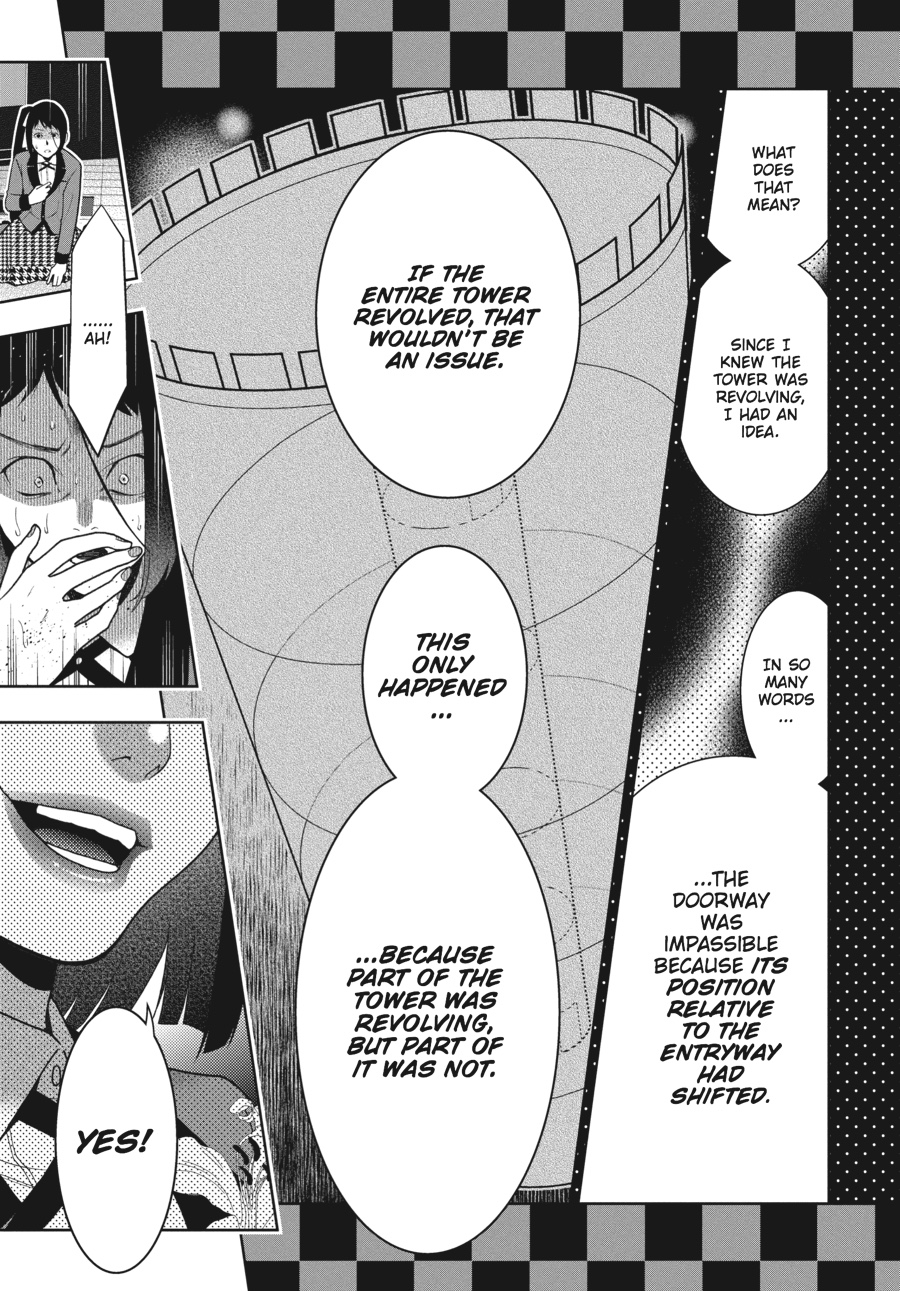 WHAT
DOES
THAT
MEAN?
SINCE I
KNEW THE
TOWER WAS
REVOLVING,
I HAD AN
IDEA.
IN SO
MANY
WORDS
...
...THE
DOORWAY
WAS
IMPASSIBLE
BECAUSE ITS
POSITION
RELATIVE
TO THE
ENTRYWAY
HAD
SHIFTED.
IF THE
ENTIRE TOWER
REVOLVED, THAT
WOULDN'T BE
AN ISSUE.
THIS
ONLY
HAPPENED
...
...BECAUSE
PART OF THE
TOWER WAS
REVOLVING,
BUT PART OF
IT WAS NOT.
......
AH!
YES!